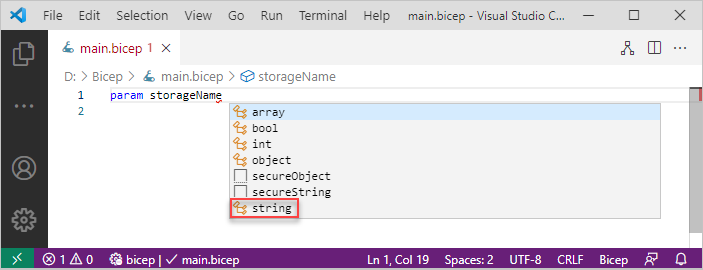 File Edit Selection View Go Run Terminal Help main.bicep - Visual Studio C...
main.bicep 1
D: > Bicep > main.bicep > storageName
1 param storageName
2
array
bool
int
object
secureObject
secureString
string
1 0 bicep | main.bicep Ln 1, Col 19 Spaces: 2 UTF-8 CRLF Bicep